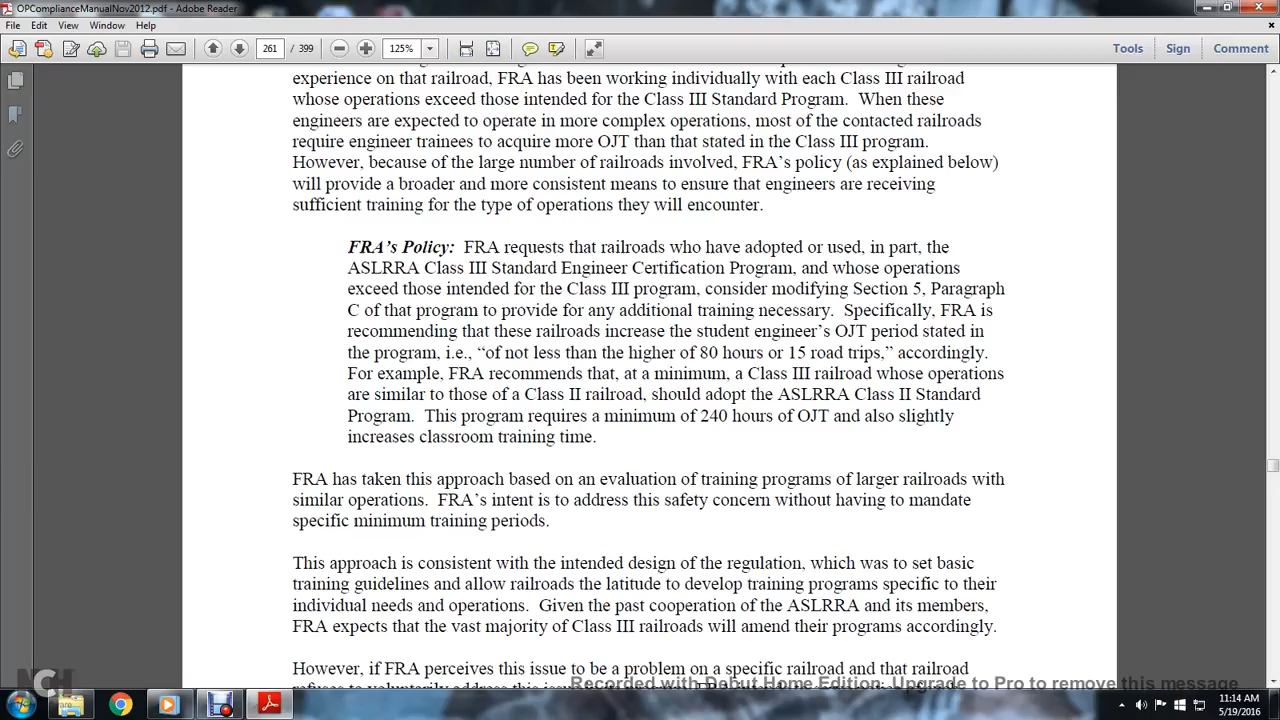 OPComplianceManualNov2012.pdf - Adobe Reader
File Edit View Window Help
261 / 399 125% Tools Sign Comment
experience on that railroad, FRA has been working individually with each Class III railroad
whose operations exceed those intended for the Class III Standard Program. When these
engineers are expected to operate in more complex operations, most of the contacted railroads
require engineer trainees to acquire more OJT than that stated in the Class III program.
However, because of the large number of railroads involved, FRA's policy (as explained below)
will provide a broader and more consistent means to ensure that engineers are receiving
sufficient training for the type of operations they will encounter.
FRA's Policy: FRA requests that railroads who have adopted or used, in part, the
ASLRRA Class III Standard Engineer Certification Program, and whose operations
exceed those intended for the Class III program, consider modifying Section 5, Paragraph
C of that program to provide for any additional training necessary. Specifically, FRA is
recommending that these railroads increase the student engineer's OJT period stated in
the program, i.e., “of not less than the higher of 80 hours or 15 road trips,” accordingly.
For example, FRA recommends that, at a minimum, a Class III railroad whose operations
are similar to those of a Class II railroad, should adopt the ASLRRA Class II Standard
Program. This program requires a minimum of 240 hours of OJT and also slightly
increases classroom training time.
FRA has taken this approach based on an evaluation of training programs of larger railroads with
similar operations. FRA's intent is to address this safety concern without having to mandate
specific minimum training periods.
This approach is consistent with the intended design of the regulation, which was to set basic
training guidelines and allow railroads the latitude to develop training programs specific to their
individual needs and operations. Given the past cooperation of the ASLRRA and its members,
FRA expects that the vast majority of Class III railroads will amend their programs accordingly.
However, if FRA perceives this issue to be a problem on a specific railroad and that railroad
Recorded with Debut Home Edition: Upgrade to Pro to remove this message
NCH
11:14 AM
5/19/2016